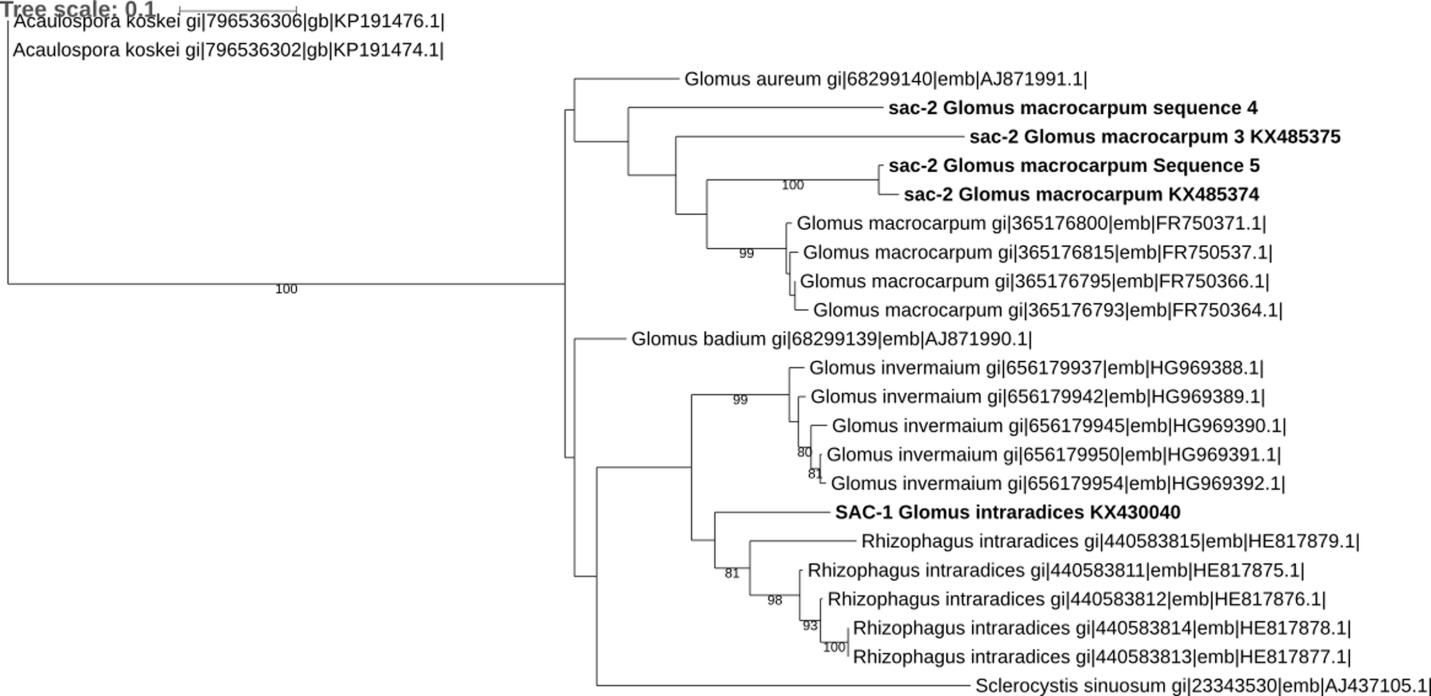 Tree scale: 0.1
Acaulospora koskei gi|796536306|gb|KP191476.1|
Acaulospora koskei gi|796536302|gb|KP191474.1|
Glomus aureum gi|68299140|emb|AJ871991.1|
sac-2 Glomus macrocarpum sequence 4
sac-2 Glomus macrocarpum 3 KX485375
sac-2 Glomus macrocarpum Sequence 5
100
sac-2 Glomus macrocarpum KX485374
Glomus macrocarpum gi|365176800|emb|FR750371.1|
99
Glomus macrocarpum gi|365176815|emb|FR750537.1|
Glomus macrocarpum gi|365176795|emb|FR750366.1|
100
Glomus macrocarpum gi|365176793|emb|FR750364.1|
Glomus badium gi|68299139|emb|AJ871990.1|
Glomus invermaium gi|656179937|emb|HG969388.1|
99
Glomus invermaium gi|656179942|emb|HG969389.1|
Glomus invermaium gi|656179945|emb|HG969390.1|
80
Glomus invermaium gi|656179950|emb|HG969391.1|
81
Glomus invermaium gi|656179954|emb|HG969392.1|
SAC-1 Glomus intraradices KX430040
Rhizophagus intraradices gi|440583815|emb|HE817879.1|
81
Rhizophagus intraradices gi|440583811|emb|HE817875.1|
98
Rhizophagus intraradices gi|440583812|emb|HE817876.1|
93
Rhizophagus intraradices gi|440583814|emb|HE817878.1|
100
Rhizophagus intraradices gi|440583813|emb|HE817877.1|
Sclerocystis sinuosum gi|23343530|emb|AJ437105.1|